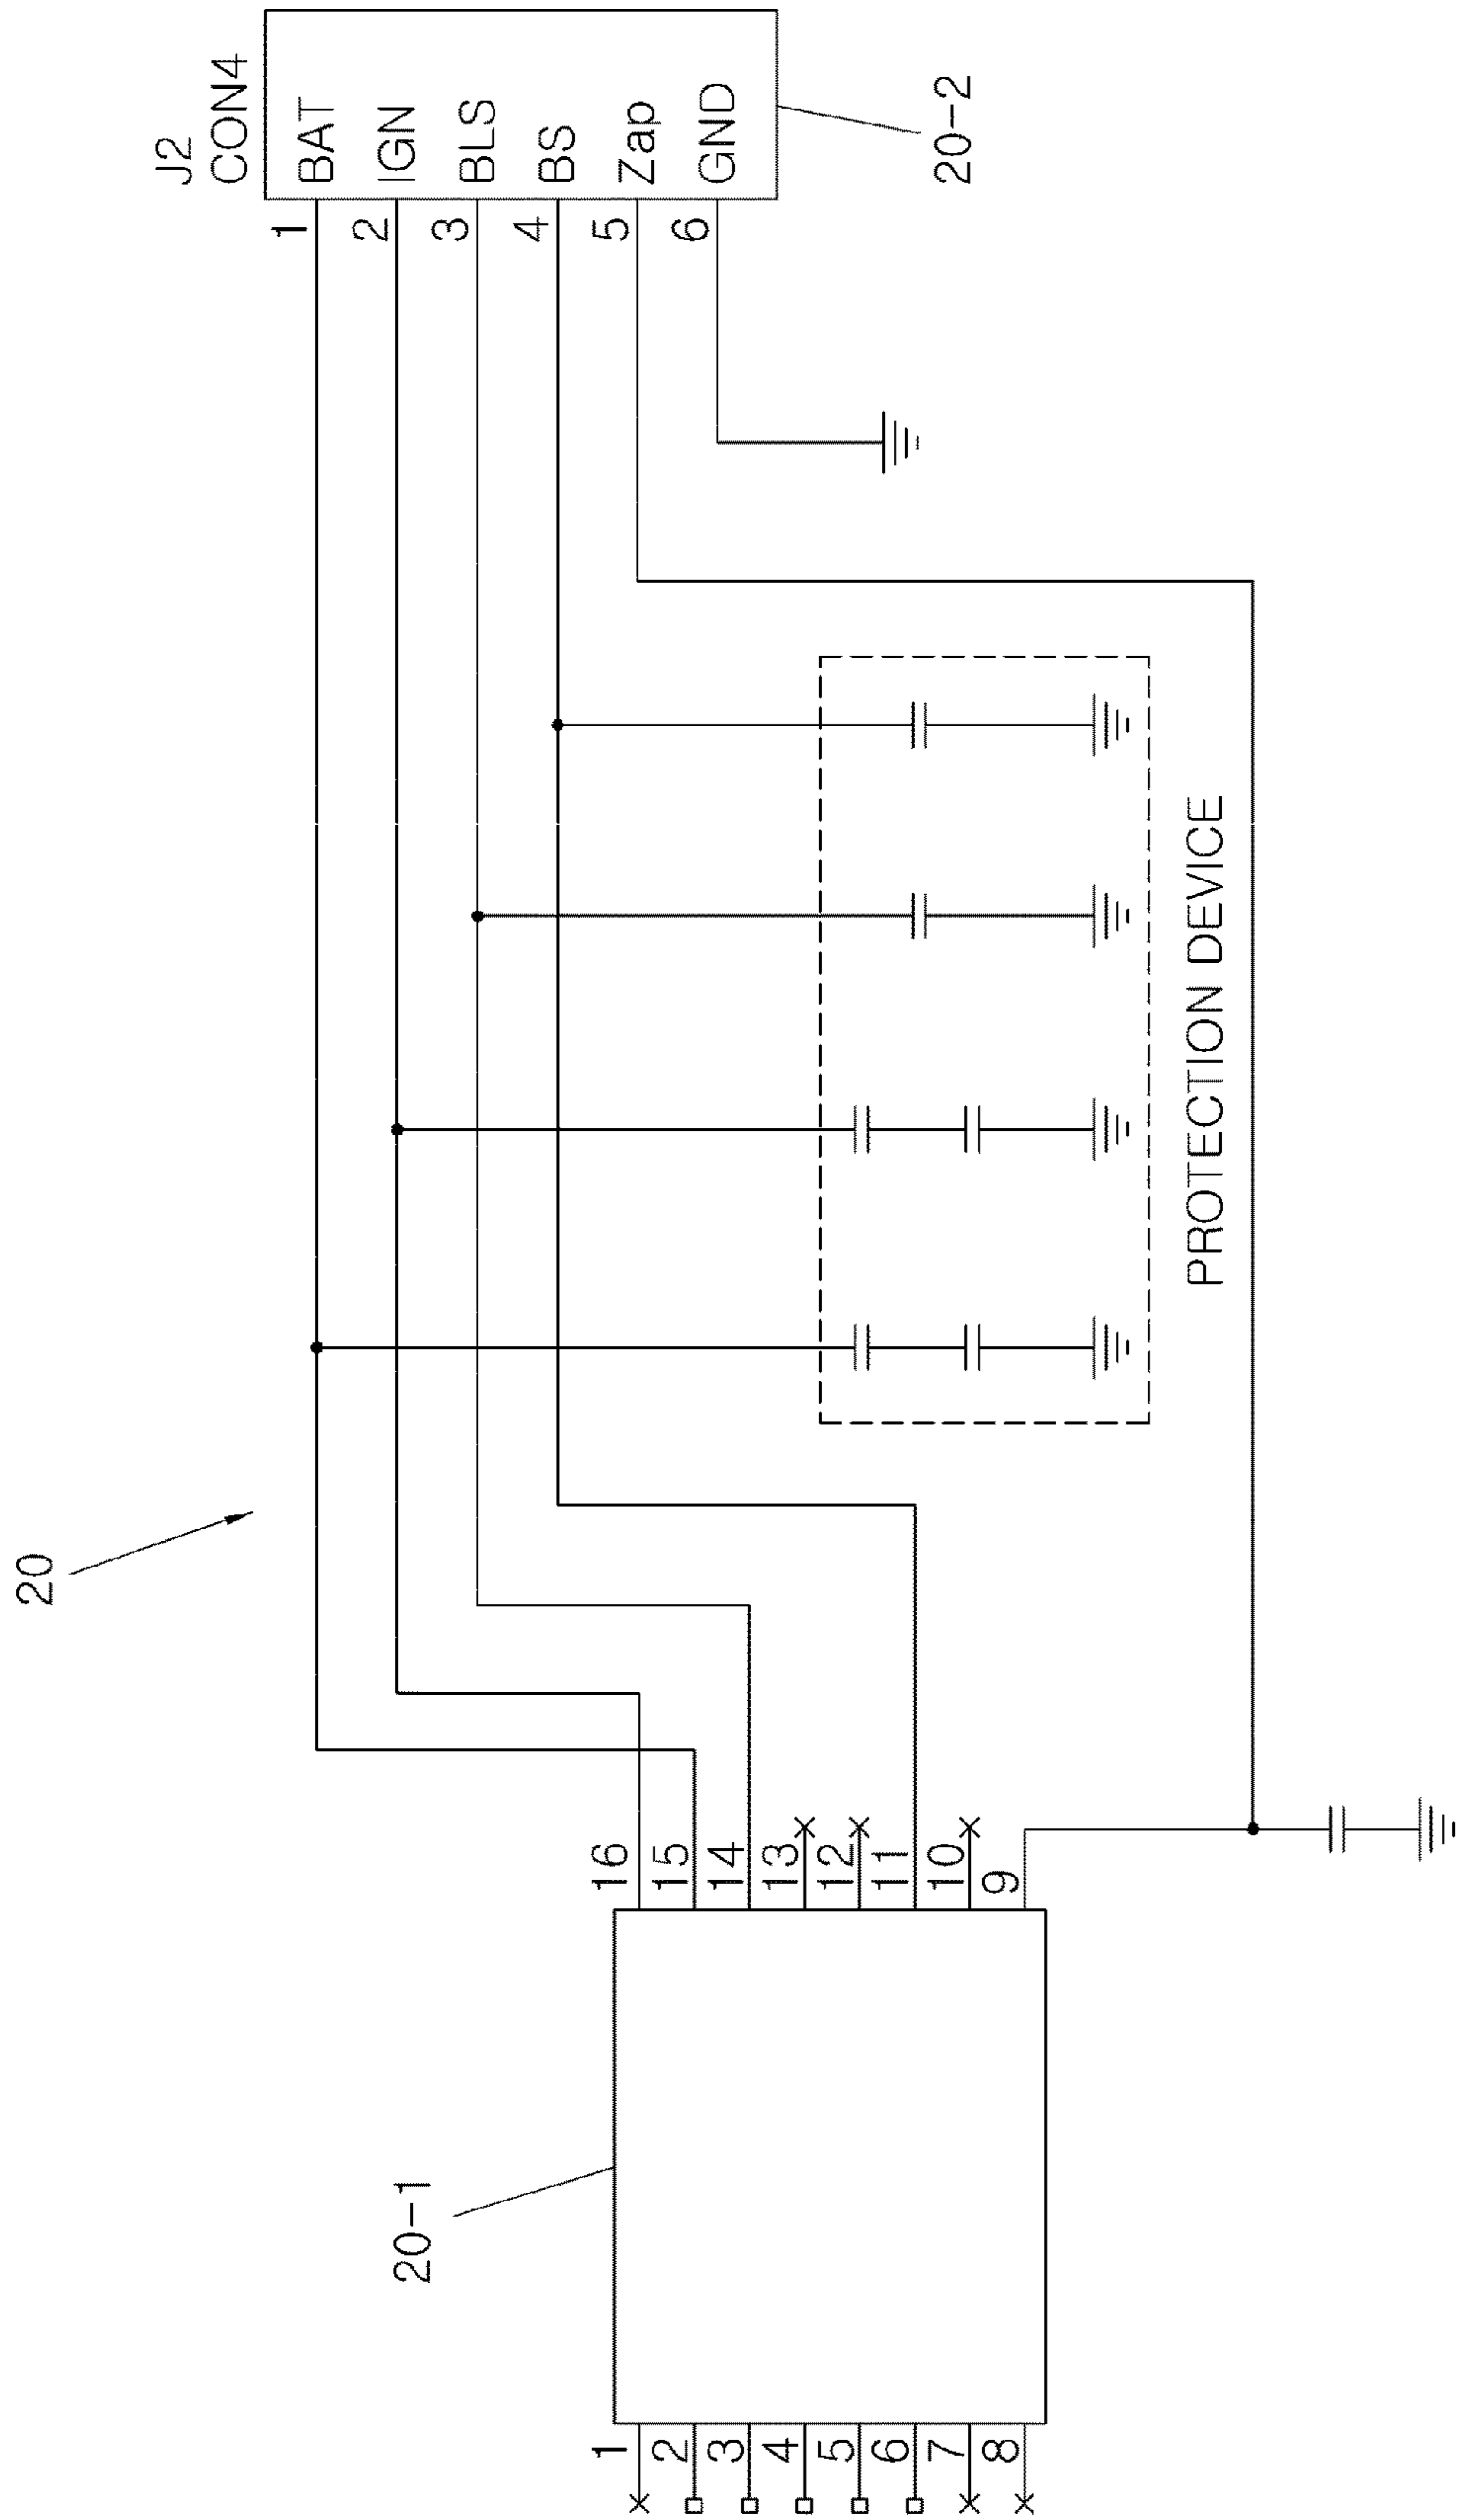 20
J2
CON4
1 BAT
2 IGN
3 BLS
4 BS
5 Zap
6 GND
20-2
PROTECTION DEVICE
20-1
1 16
2 15
3 14
4 13
5 12
6 11
7 10
8 9